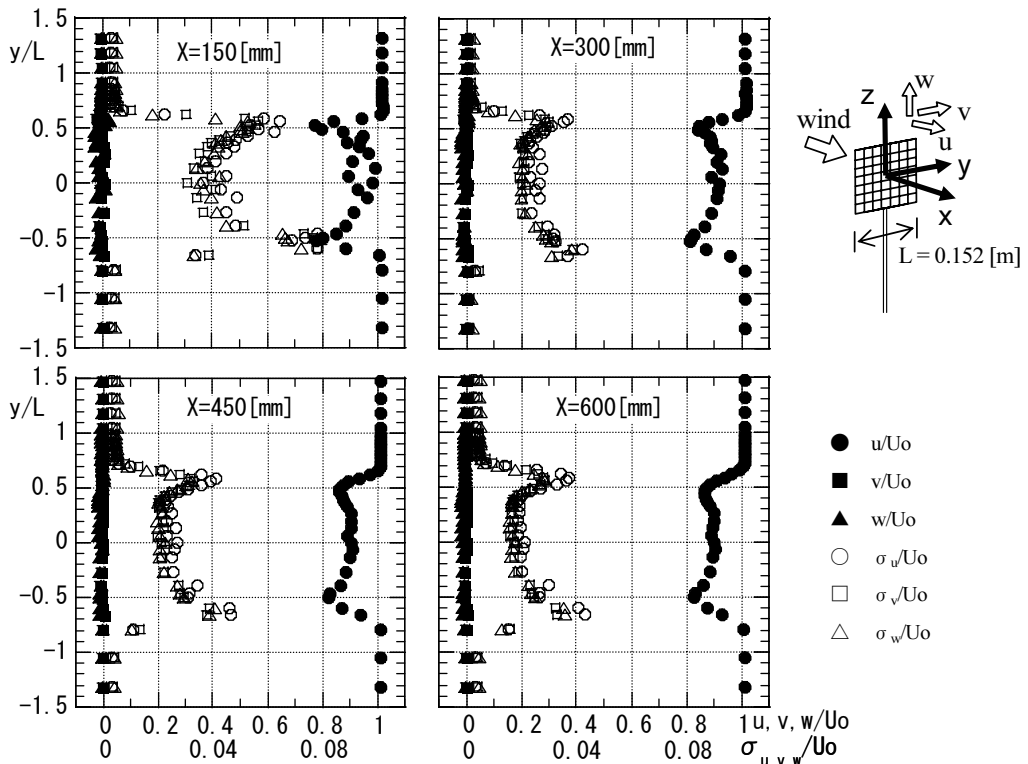 1.5
y/L
1
0.5
0
-0.5
-1
-1.5
X=150[mm]
X=300[mm]
wind
z
w
v
u
y
x
L = 0.152 [m]
1.5
y/L
1
0.5
0
-0.5
-1
-1.5
X=450[mm]
X=600[mm]
0 0.2 0.4 0.6 0.8 1
0 0.04 0.08
0 0.2 0.4 0.6 0.8 1 u, v, w/Uo
0 0.04 0.08 σu,v,w/Uo
u/Uo
v/Uo
w/Uo
σu/Uo
σv/Uo
σw/Uo